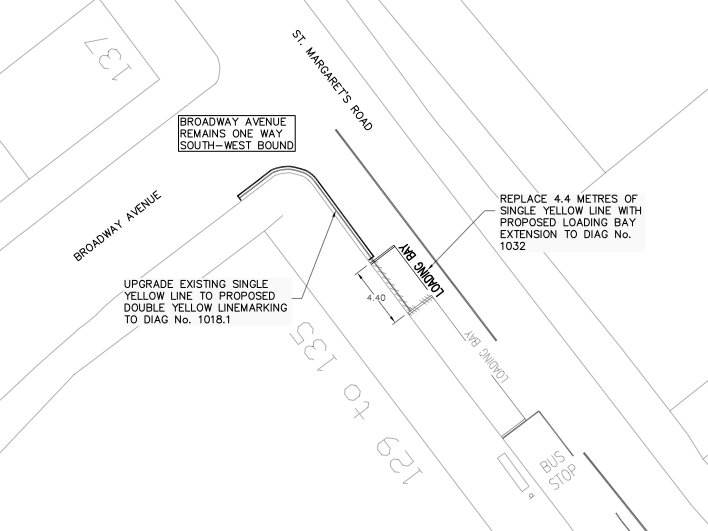 137
ST. MARGARET'S ROAD
BROADWAY AVENUE
REMAINS ONE WAY
SOUTH-WEST BOUND
BROADWAY AVENUE
REPLACE 4.4 METRES OF
SINGLE YELLOW LINE WITH
PROPOSED LOADING BAY
EXTENSION TO DIAG No.
1032
LOADING BAY
UPGRADE EXISTING SINGLE
YELLOW LINE TO PROPOSED
DOUBLE YELLOW LINEMARKING
TO DIAG No. 1018.1
4.40
LOADING BAY
129 to 135
BUS
STOP